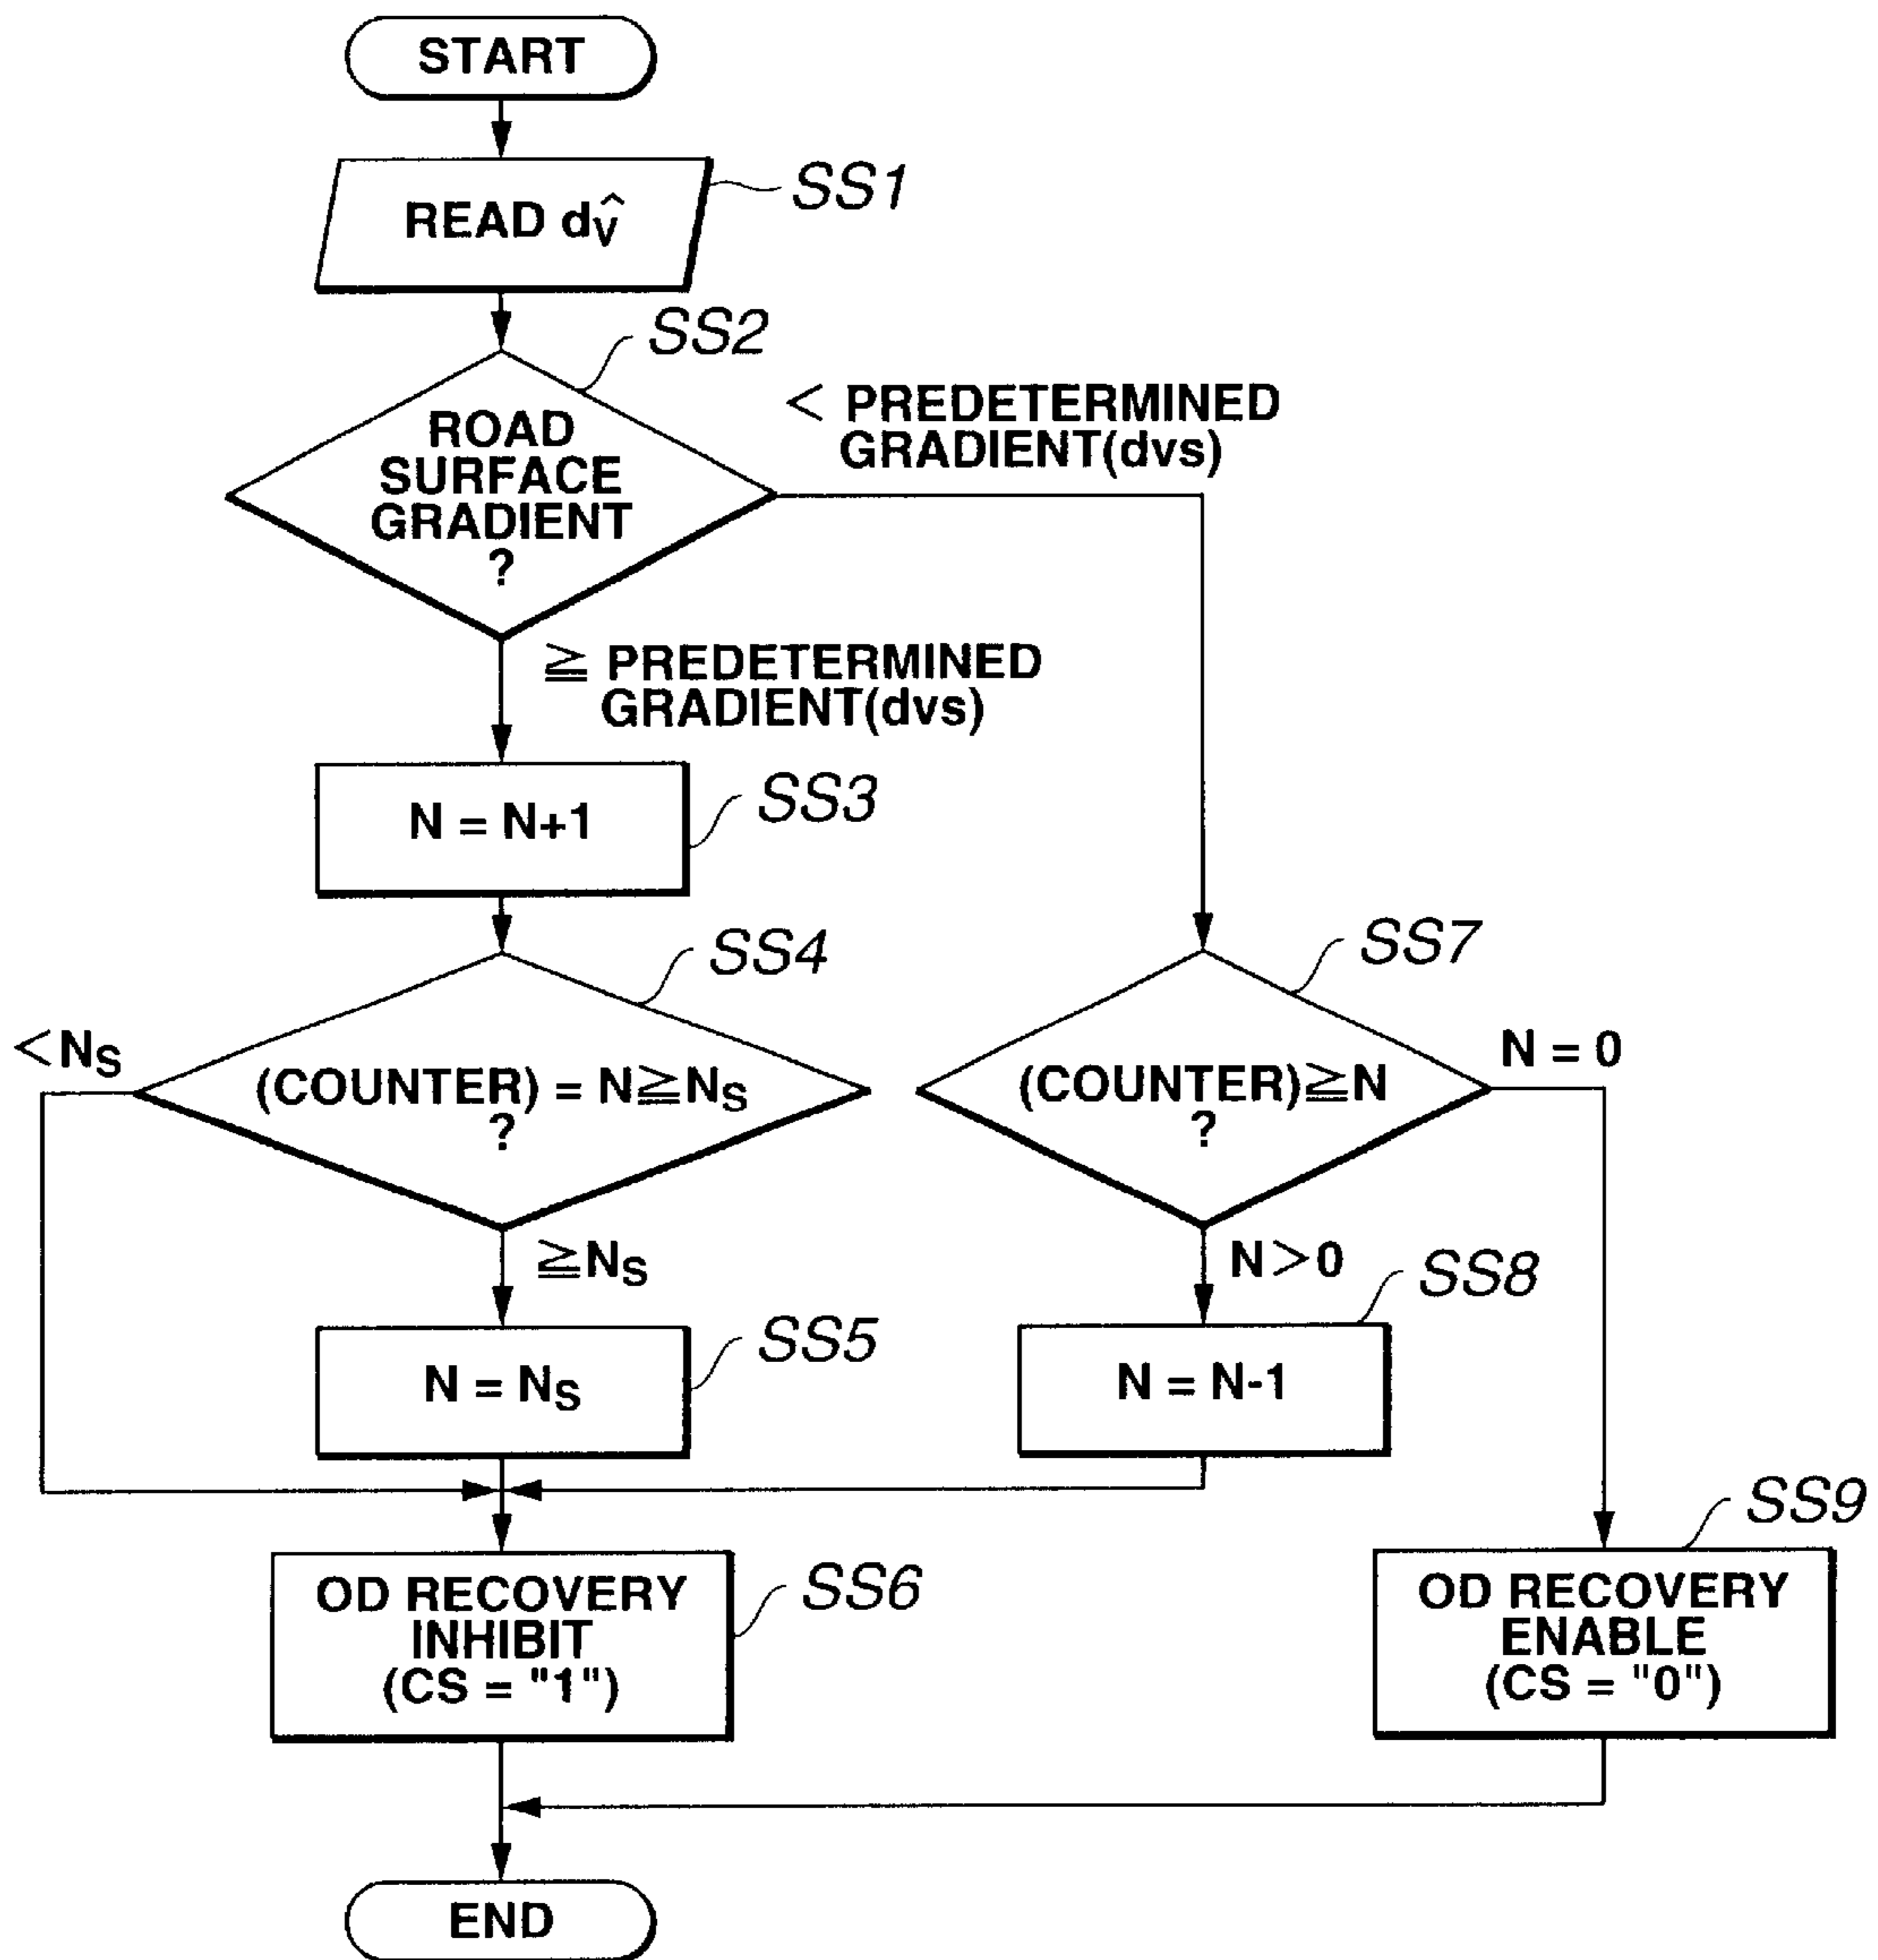 START
READ dv̂
SS1
SS2
ROAD
SURFACE
GRADIENT
?
< PREDETERMINED
GRADIENT(dvs)
≧ PREDETERMINED
GRADIENT(dvs)
N = N+1
SS3
SS4
<NS
(COUNTER) = N≧NS
?
SS7
(COUNTER)≧N
?
N = 0
≧NS
N>0
N = NS
SS5
N = N-1
SS8
OD RECOVERY
INHIBIT
(CS = "1")
SS6
OD RECOVERY
ENABLE
(CS = "0")
SS9
END